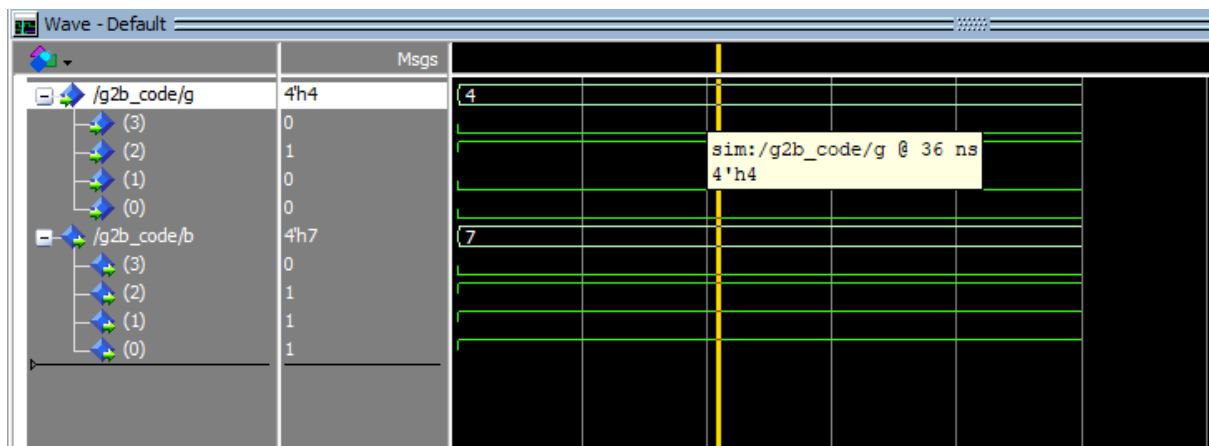 Wave - Default
Msgs
/g2b_code/g 4'h4 4
(3) 0
(2) 1
(1) 0
(0) 0
sim:/g2b_code/g @ 36 ns
4'h4
/g2b_code/b 4'h7 7
(3) 0
(2) 1
(1) 1
(0) 1